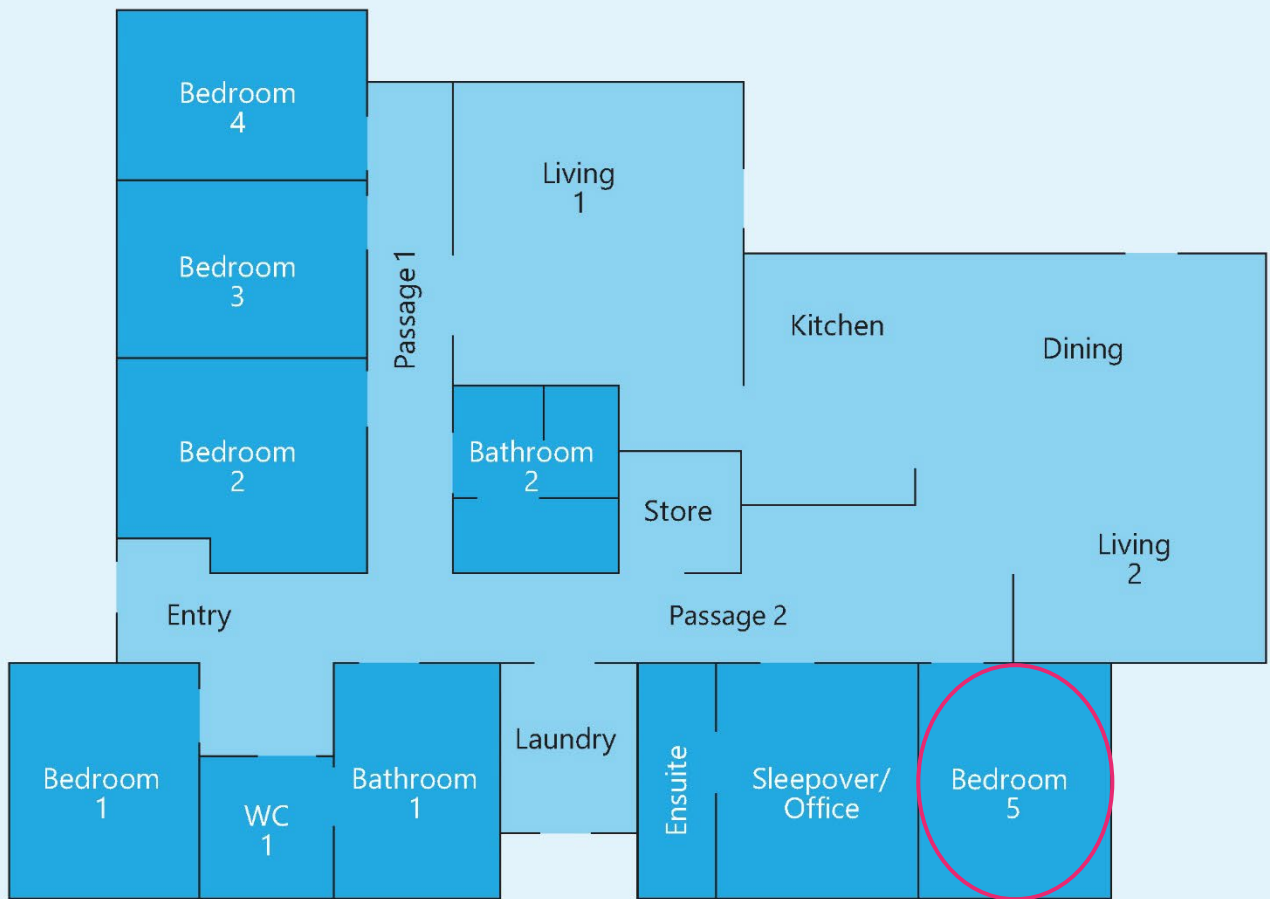 Bedroom
4
Living
1
Bedroom
3
Passage 1
Kitchen
Dining
Bedroom
2
Bathroom
2
Store
Living
2
Entry
Passage 2
Bedroom
1
WC
1
Bathroom
1
Laundry
Ensuite
Sleepover/
Office
Bedroom
5